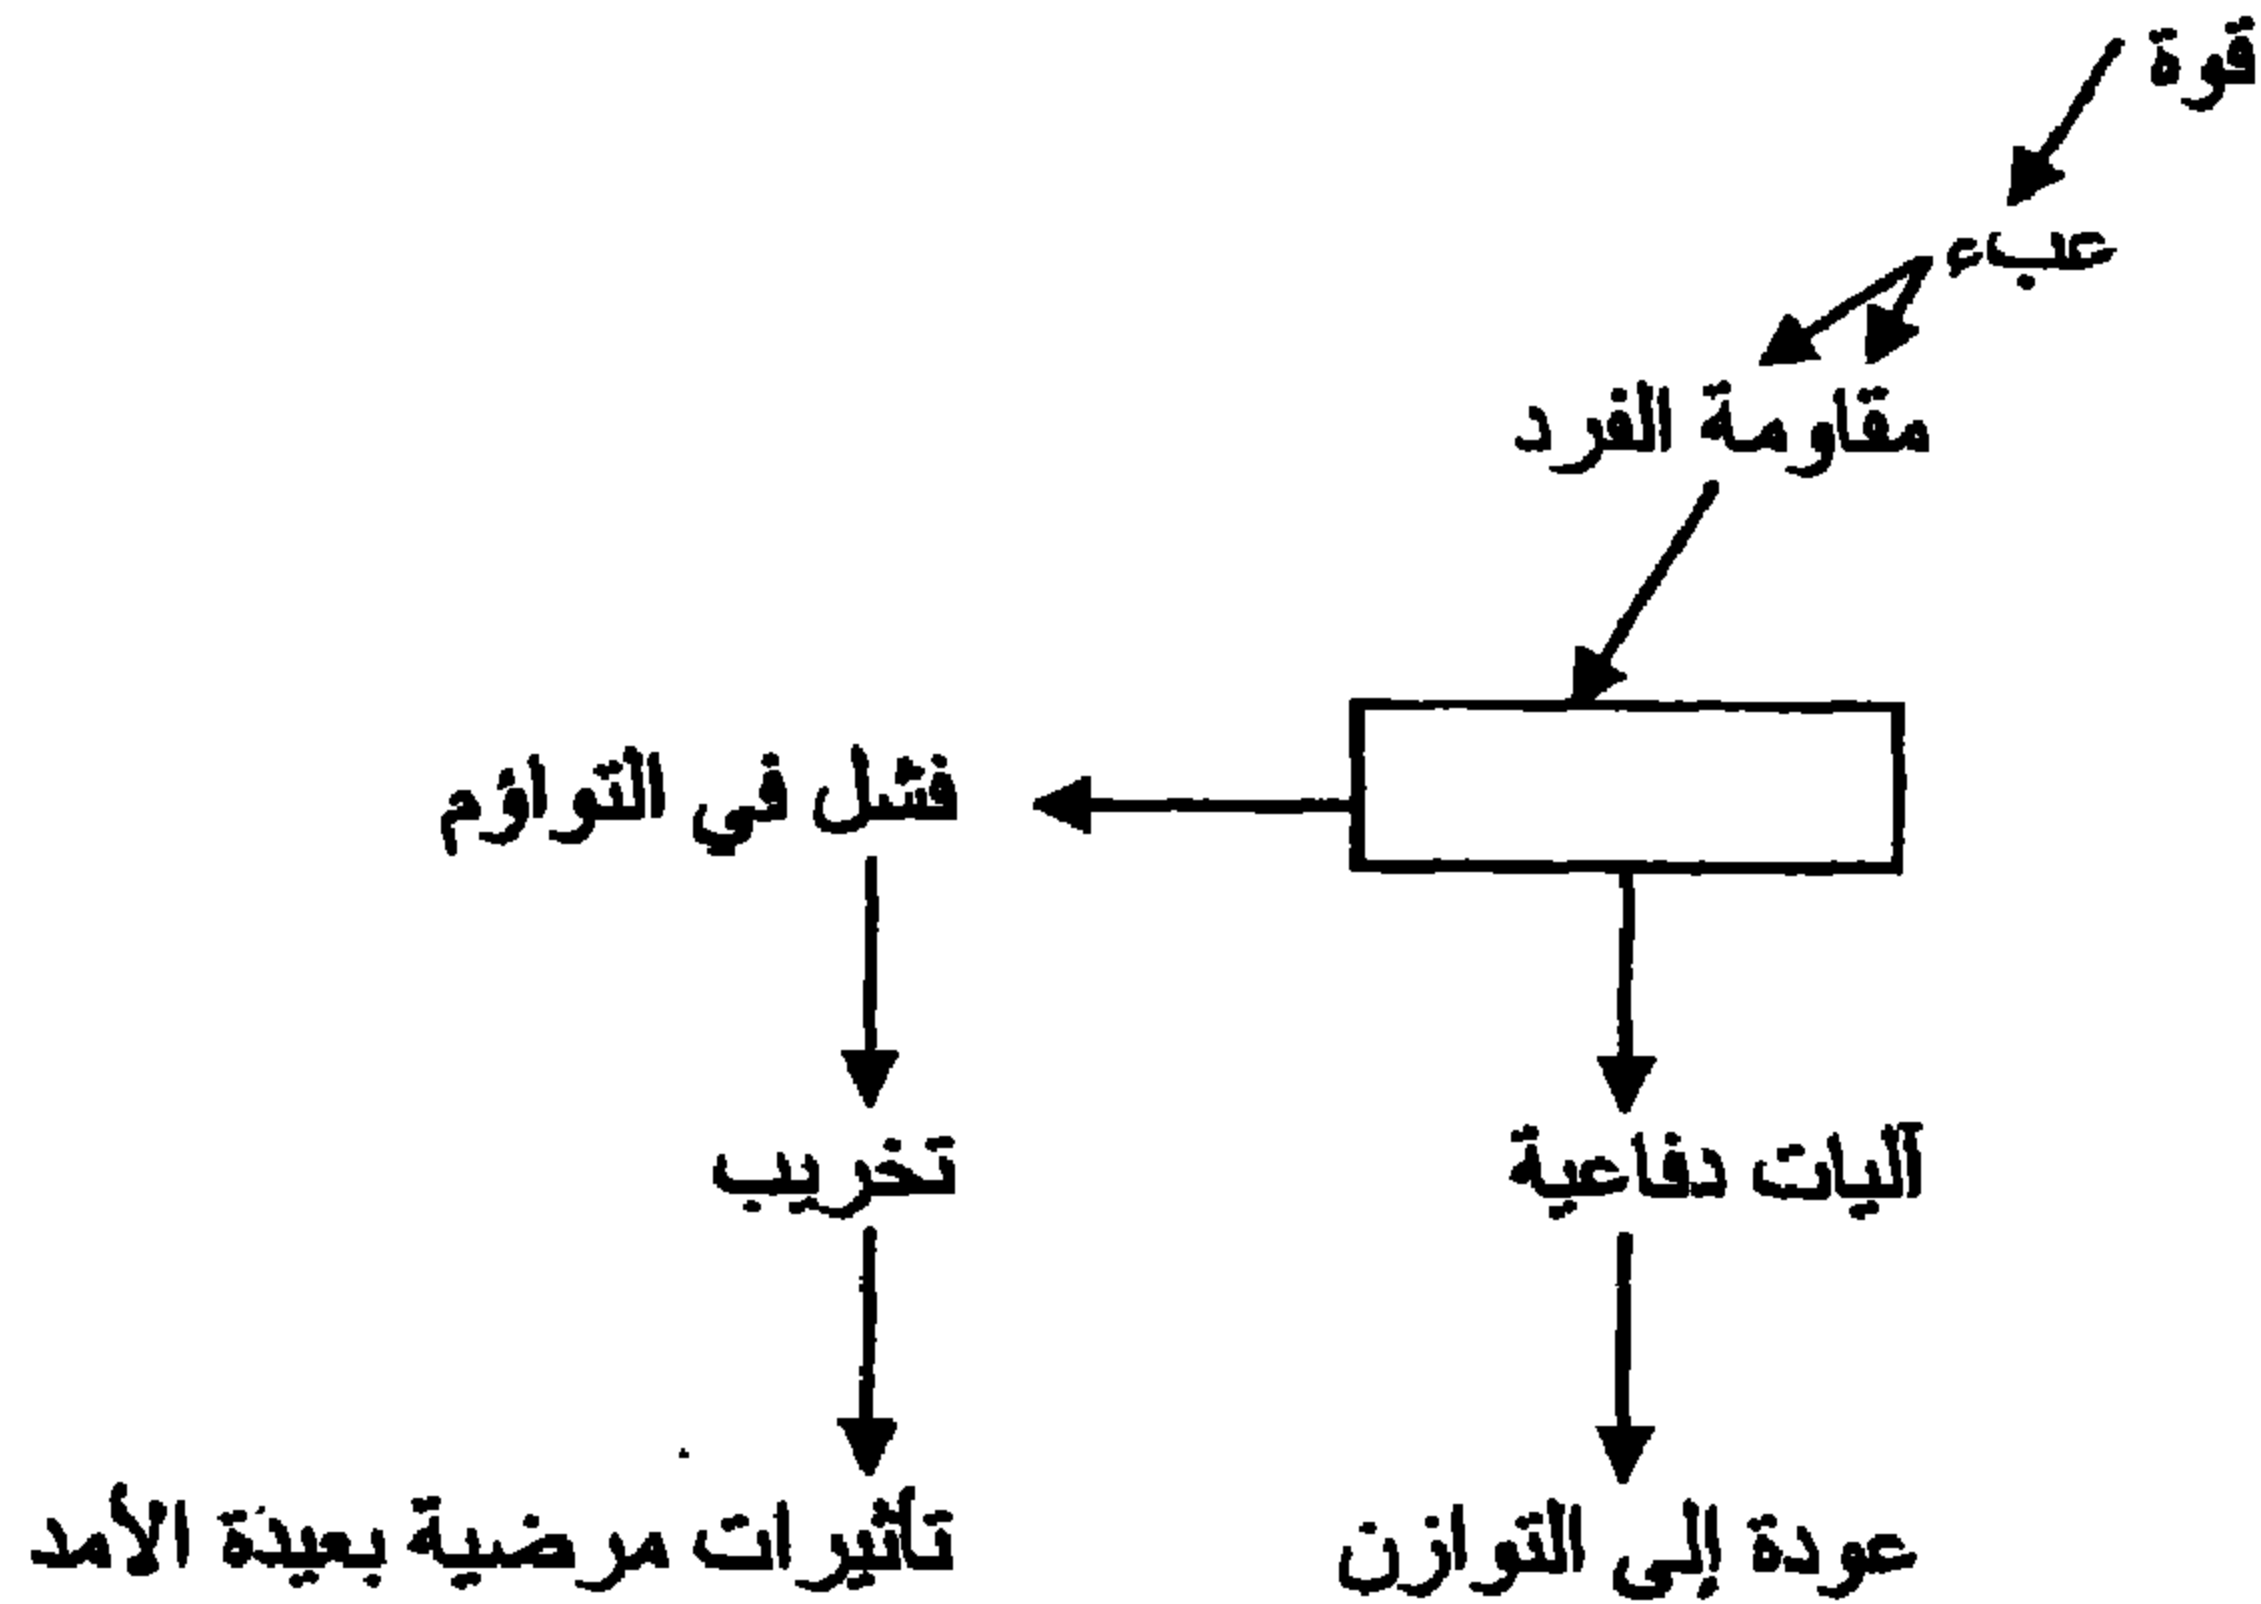 قوة
عبء
مقاومة الفرد
فشل في التواؤم
آليات دفاعية
تخريب
عودة إلى التوازن
تأثيرات مرضية بعيدة الأمد